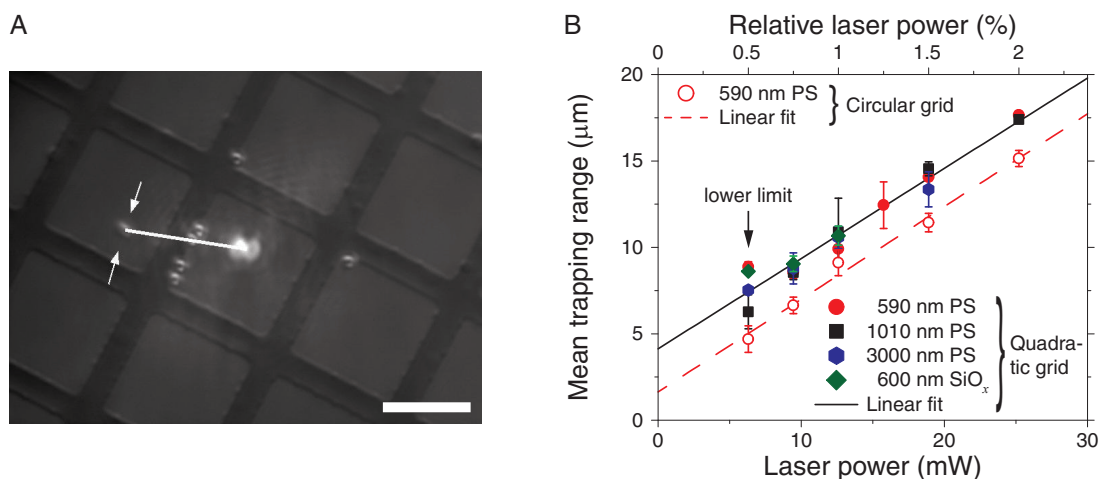 A
B
Relative laser power (%)
0 0.5 1 1.5 2
20
15
10
5
0
Mean trapping range (μm)
590 nm PS } Circular grid
Linear fit
lower limit
590 nm PS
1010 nm PS
3000 nm PS
600 nm SiOx
Linear fit
} Quadra-
tic grid
0 10 20 30
Laser power (mW)